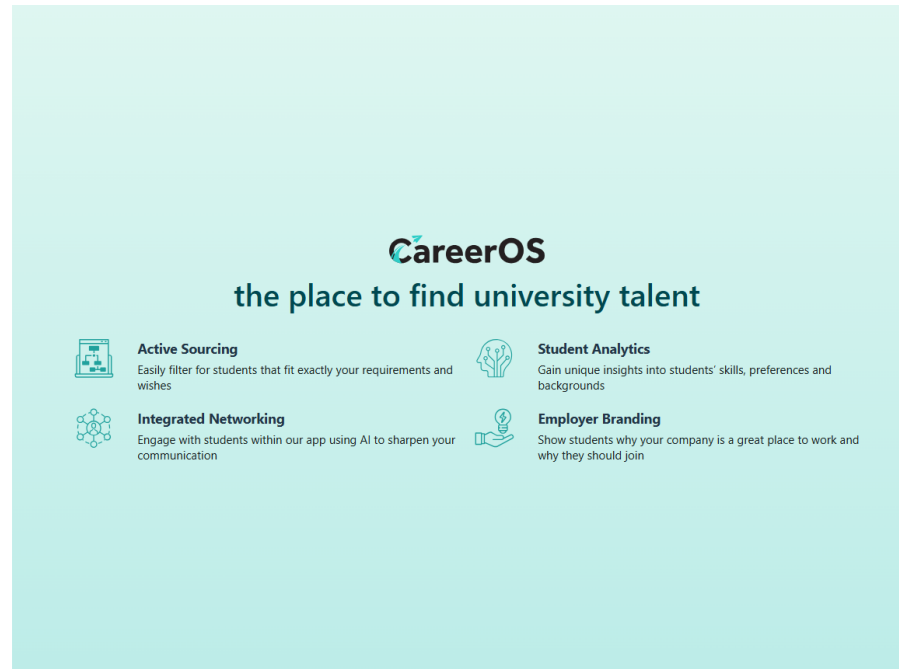 CareerOS
the place to find university talent
Active Sourcing
Easily filter for students that fit exactly your requirements and
wishes
Student Analytics
Gain unique insights into students’ skills, preferences and
backgrounds
Integrated Networking
Engage with students within our app using AI to sharpen your
communication
Employer Branding
Show students why your company is a great place to work and
why they should join